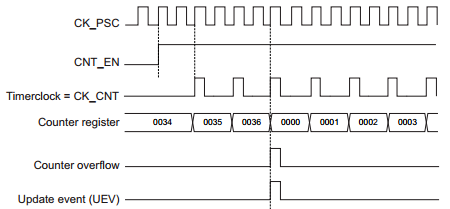 CK_PSC
CNT_EN
Timerclock = CK_CNT
Counter register 0034 0035 0036 0000 0001 0002 0003
Counter overflow
Update event (UEV)